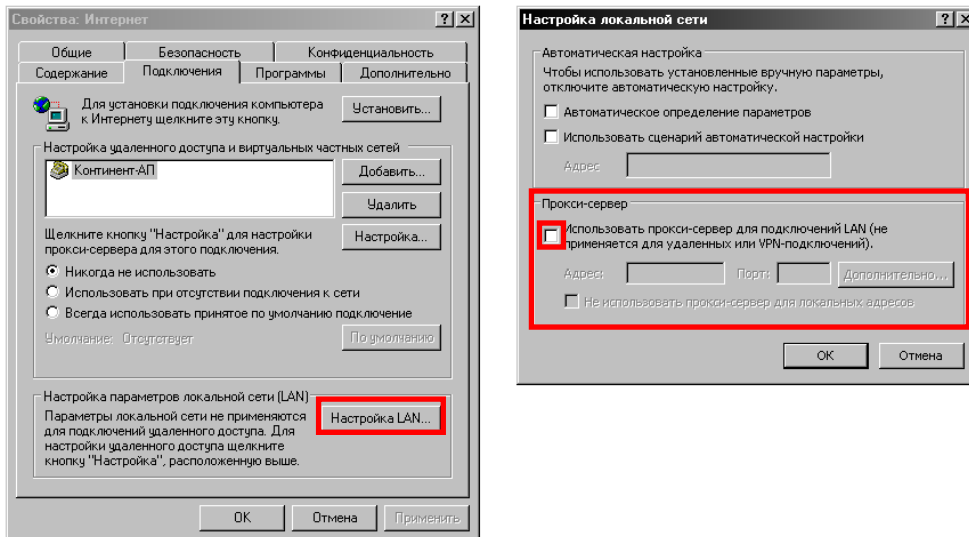 Свойства: Интернет
Общие
Безопасность
Конфиденциальность
Содержание
Подключения
Программы
Дополнительно
Для установки подключения компьютера
к Интернету щелкните эту кнопку.
Установить...
Настройка удаленного доступа и виртуальных частных сетей
Континент-АП
Добавить...
Удалить
Щелкните кнопку "Настройка" для настройки
прокси-сервера для этого подключения.
Настройка...
Никогда не использовать
Использовать при отсутствии подключения к сети
Всегда использовать принятое по умолчанию подключение
Умолчание: Отсутствует
По умолчанию
Настройка параметров локальной сети (LAN)
Параметры локальной сети не применяются
для подключений удаленного доступа. Для
настройки удаленного доступа щелкните
кнопку "Настройка", расположенную выше.
Настройка LAN...
OK
Отмена
Применить
Настройка локальной сети
Автоматическая настройка
Чтобы использовать установленные вручную параметры,
отключите автоматическую настройку.
Автоматическое определение параметров
Использовать сценарий автоматической настройки
Адрес
Прокси-сервер
Использовать прокси-сервер для подключений LAN (не
применяется для удаленных или VPN-подключений).
Адрес:
Порт:
Дополнительно...
Не использовать прокси-сервер для локальных адресов
OK
Отмена